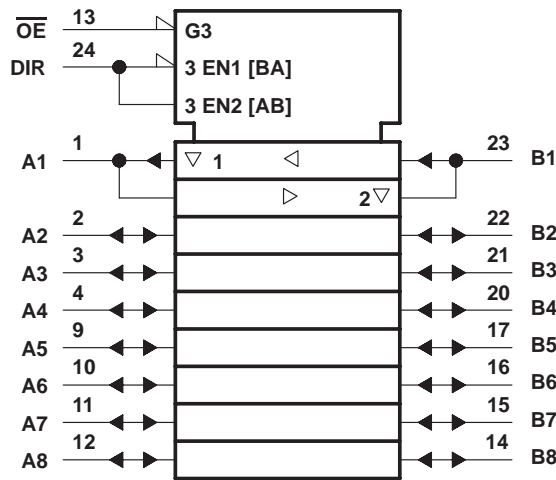 OE 13 G3
DIR 24 3 EN1 [BA]
3 EN2 [AB]
A1 1 1 23 B1
2
A2 2 22 B2
A3 3 21 B3
A4 4 20 B4
A5 9 17 B5
A6 10 16 B6
A7 11 15 B7
A8 12 14 B8